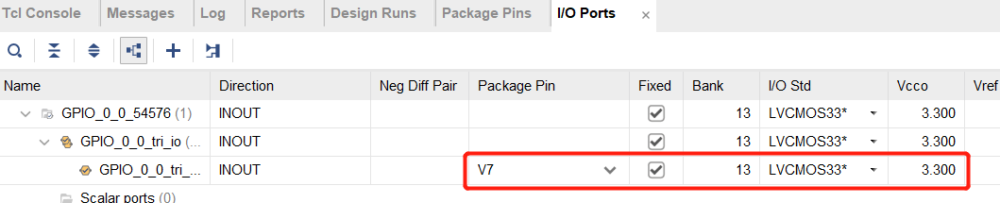 Tcl Console Messages Log Reports Design Runs Package Pins I/O Ports ×
Name Direction Neg Diff Pair Package Pin Fixed Bank I/O Std Vcco Vref
GPIO_0_0_54576 (1) INOUT 13 LVCMOS33* 3.300
GPIO_0_0_tri_io (... INOUT 13 LVCMOS33* 3.300
GPIO_0_0_tri_... INOUT V7 13 LVCMOS33* 3.300
Scalar ports (0)